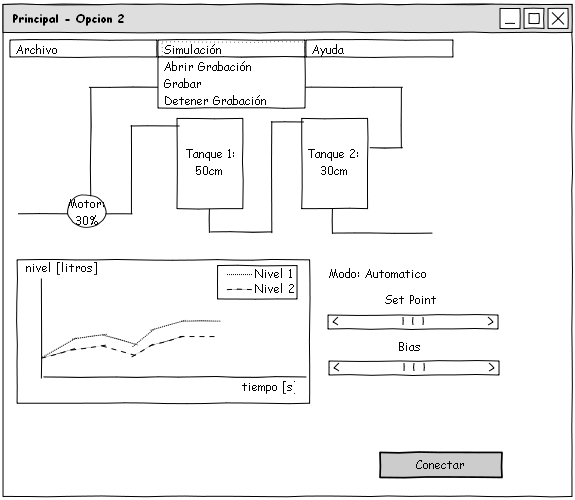 Principal - Opcion 2
Archivo
Simulación
Ayuda
Abrir Grabación
Grabar
Detener Grabación
Tanque 1:
50cm
Tanque 2:
30cm
Motor:
30%
nivel [litros]
Nivel 1
Nivel 2
tiempo [s]
Modo: Automatico
Set Point
Bias
Conectar